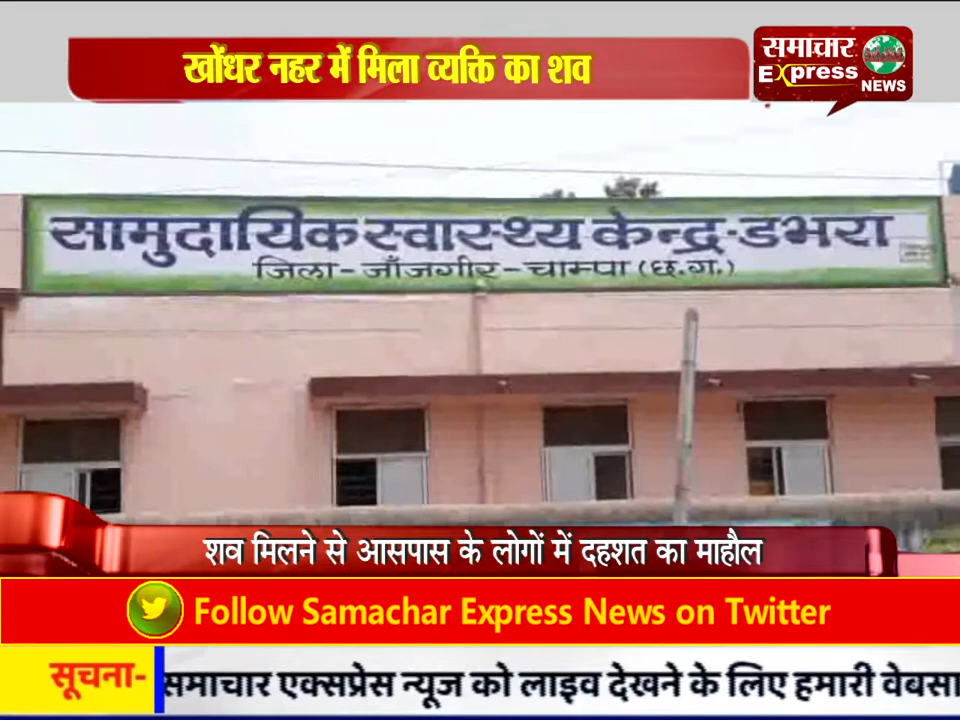 खोंधर नहर में मिला व्यक्ति का शव
समाचार
Express
NEWS
सामुदायिक स्वास्थ्य केन्द्र-डभरा
जिला-जाँजगीर-चाम्पा (छ.ग.)
शव मिलने से आसपास के लोगों में दहशत का माहौल
Follow Samachar Express News on Twitter
सूचना- समाचार एक्सप्रेस न्यूज को लाइव देखने के लिए हमारी वेबसा